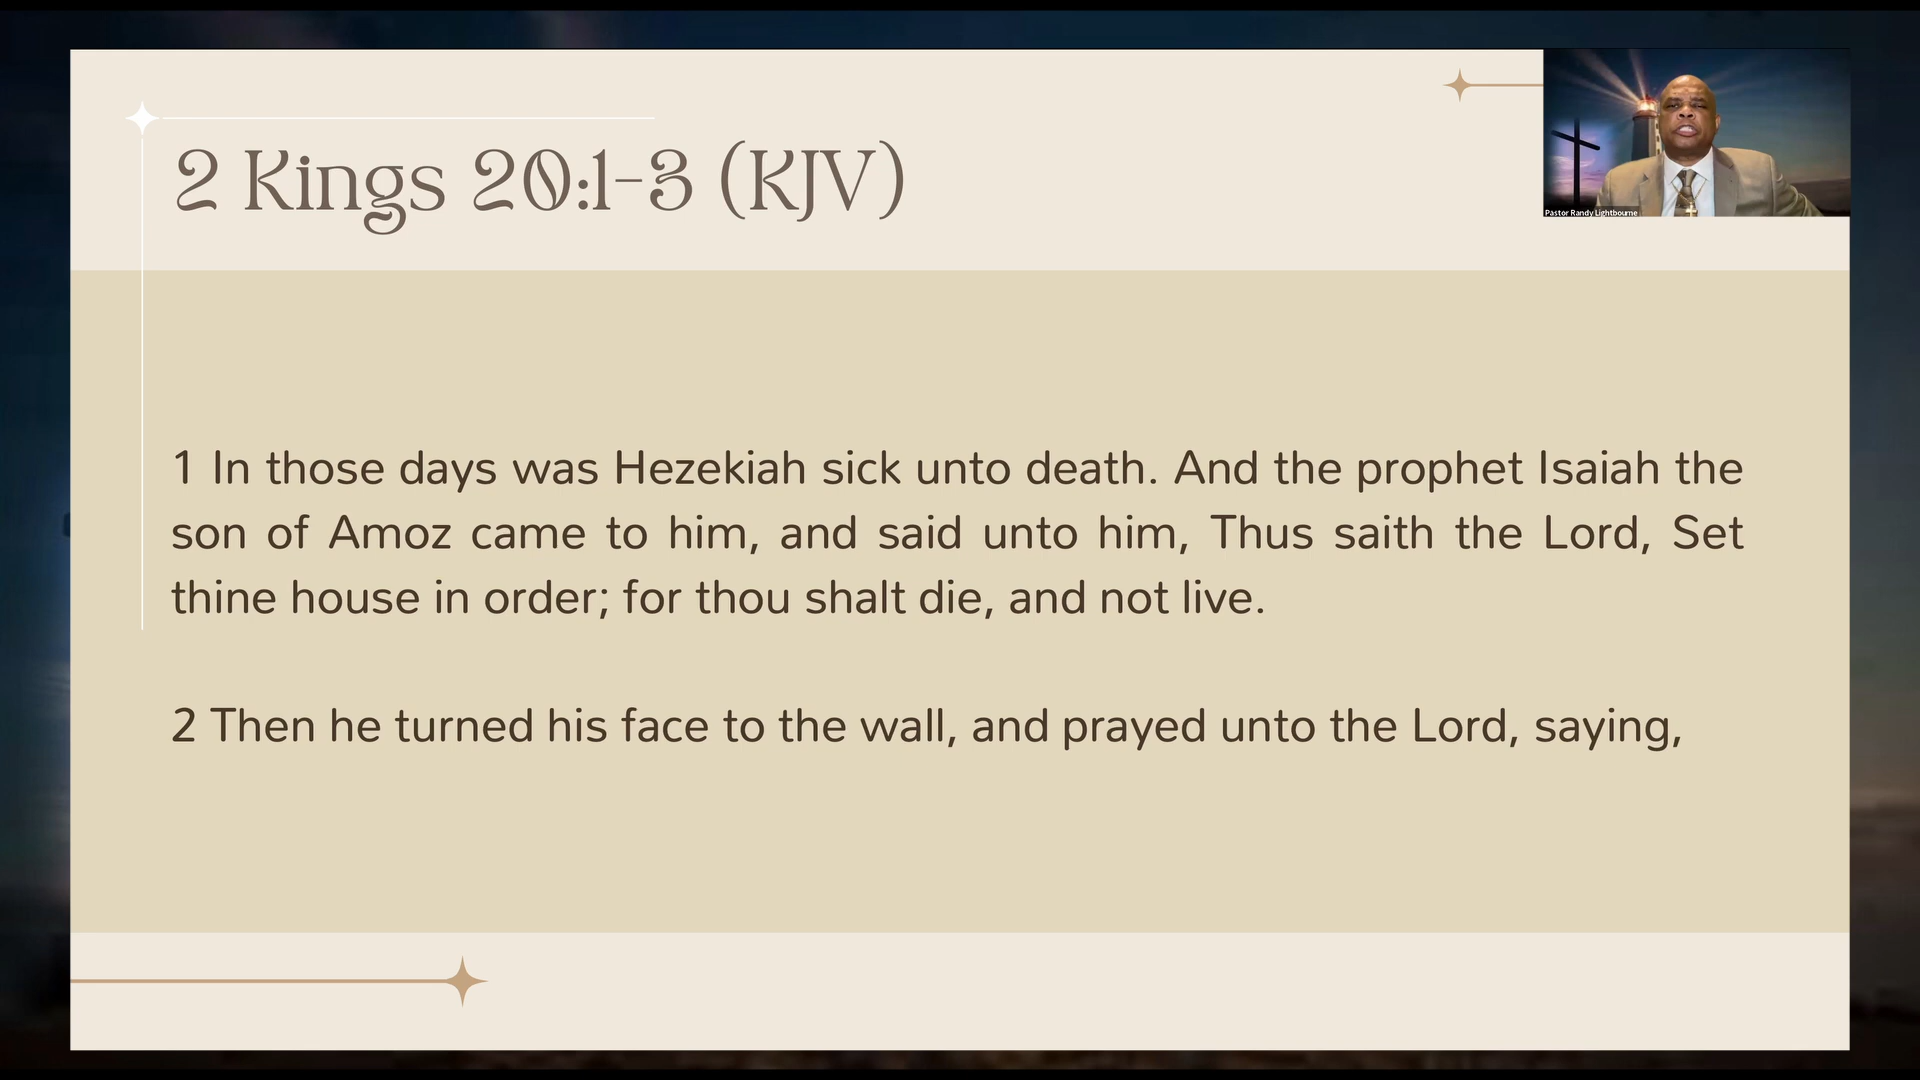 2 Kings 20:1-3 (KJV)
Pastor Randy Lightbourne
1 In those days was Hezekiah sick unto death. And the prophet Isaiah the
son of Amoz came to him, and said unto him, Thus saith the Lord, Set
thine house in order; for thou shalt die, and not live.
2 Then he turned his face to the wall, and prayed unto the Lord, saying,